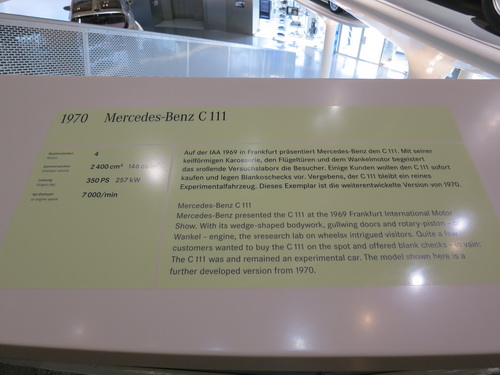 1970 Mercedes-Benz C 111
4
2 400 cm³ 146
350 PS 257 kW
7 000/min
Auf der IAA 1969 in Frankfurt präsentiert Mercedes-Benz den C 111. Mit seiner
keilförmigen Karosserie, den Flügeltüren und dem Wankelmotor begeistert
das „rollende Versuchslabor“ die Besucher. Einige Kunden wollen den C 111 sofort
kaufen und legen Blankoschecks vor. Vergebens, der C 111 bleibt ein reines
Experimentalfahrzeug. Dieses Exemplar ist die weiterentwickelte Version von 1970.
Mercedes-Benz C 111
Mercedes-Benz presented the C 111 at the 1969 Frankfurt International Motor
Show. With its wedge-shaped bodywork, gullwing doors and rotary-piston –
Wankel – engine, the »research lab on wheels« intrigued visitors. Quite a few
customers wanted to buy the C 111 on the spot and offered blank checks – in vain:
The C 111 was and remained an experimental car. The model shown here is a
further developed version from 1970.